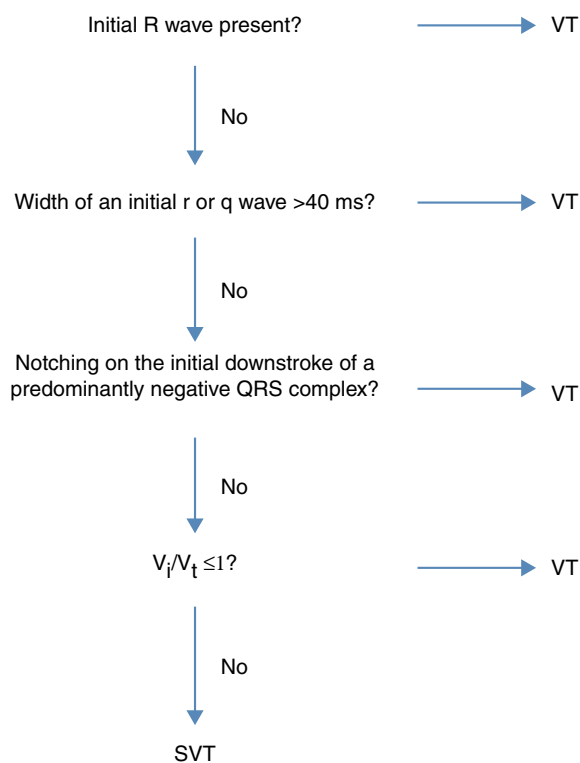 Initial R wave present? VT
No
Width of an initial r or q wave >40 ms? VT
No
Notching on the initial downstroke of a
predominantly negative QRS complex? VT
No
Vi/Vt ≤1? VT
No
SVT